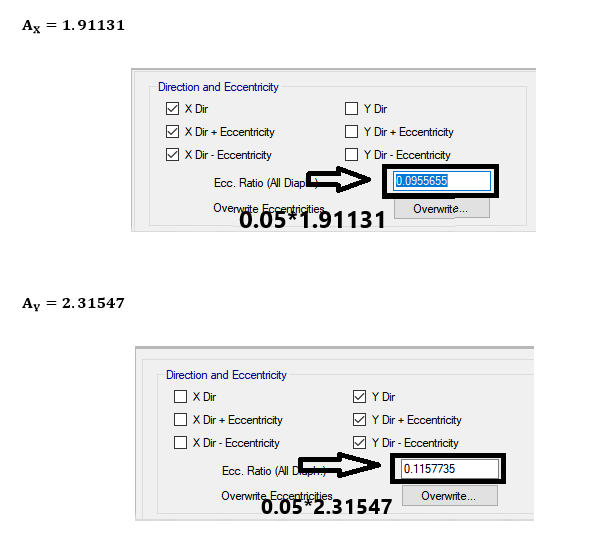 Aₓ = 1.91131
Direction and Eccentricity
X Dir
Y Dir
X Dir + Eccentricity
Y Dir + Eccentricity
X Dir - Eccentricity
Y Dir - Eccentricity
Ecc. Ratio (All Diaph.)
0.0955655
Overwrite Eccentricities
Overwrite...
0.05*1.91131
Aᵧ = 2.31547
Direction and Eccentricity
X Dir
Y Dir
X Dir + Eccentricity
Y Dir + Eccentricity
X Dir - Eccentricity
Y Dir - Eccentricity
Ecc. Ratio (All Diaph.)
0.1157735
Overwrite Eccentricities
Overwrite...
0.05*2.31547